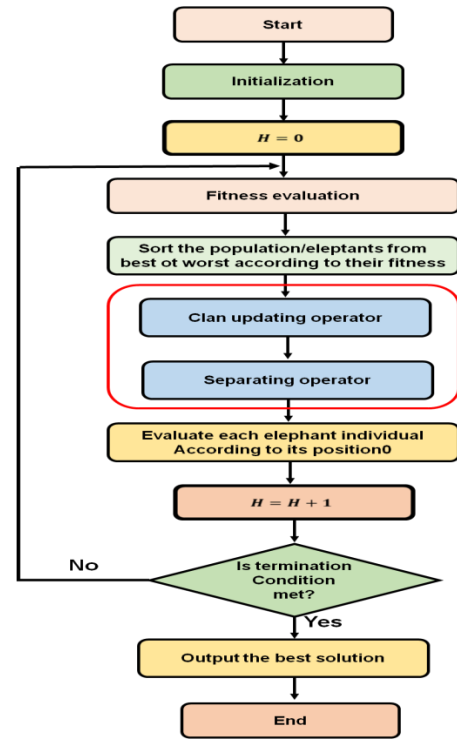 Start
Initialization
H = 0
Fitness evaluation
Sort the population/eleptants from
best ot worst according to their fitness
Clan updating operator
Separating operator
Evaluate each elephant individual
According to its position0
H = H + 1
Is termination
Condition
met?
No
Yes
Output the best solution
End